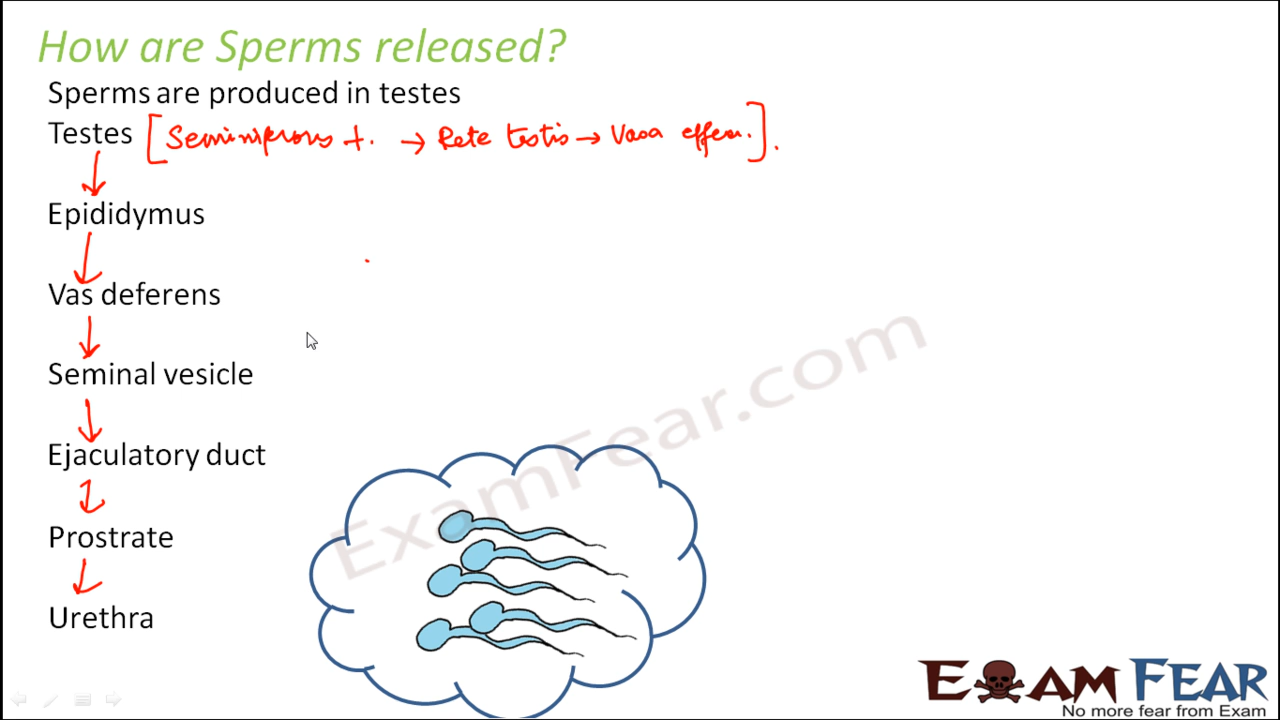 How are Sperms released?
Sperms are produced in testes
Testes [Seminiferous t. → Rete testis → Vasa effer.].
Epididymus
Vas deferens
Seminal vesicle
Ejaculatory duct
Prostrate
Urethra
ExamFear.com
EXAM FEAR
No more fear from Exam